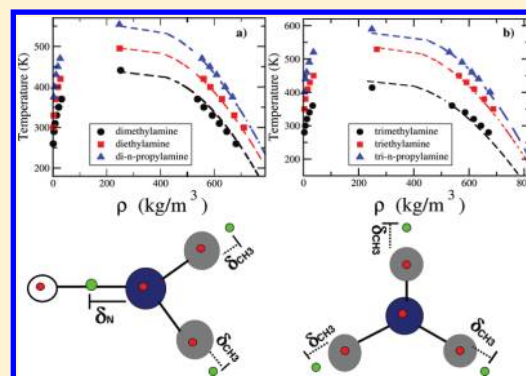 a)
Temperature (K)
550
500
450
400
350
300
250
dimethylamine
diethylamine
di-n-propylamine
0 200 400 600
ρ (kg/m³)
b)
Temperature (K)
600
500
400
300
200
trimethylamine
triethylamine
tri-n-propylamine
0 200 400 600 800
ρ (kg/m³)
δN
δCH3
δCH3
δCH3
δCH3
δCH3